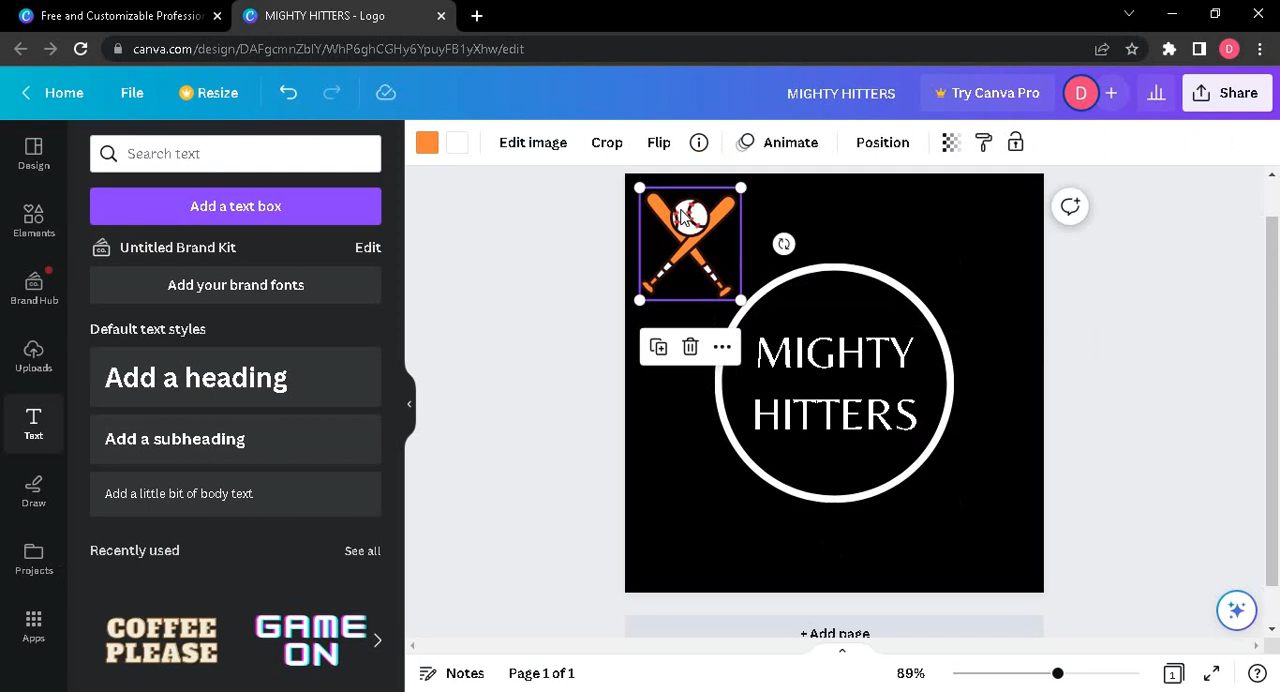 Free and Customizable Professio
MIGHTY HITTERS - Logo
canva.com/design/DAFgcmnZbIY/WhP6ghCGHy6YpuyFB1yXhw/edit
D
Home
File
Resize
MIGHTY HITTERS
Try Canva Pro
D
Share
Design
Elements
Brand Hub
Uploads
Text
Draw
Projects
Apps
Search text
Add a text box
CO.
Untitled Brand Kit
Edit
Add your brand fonts
Default text styles
Add a heading
Add a subheading
Add a little bit of body text
Recently used
See all
COFFEE
PLEASE
GAME
ON
Edit image
Crop
Flip
Animate
Position
MIGHTY
HITTERS
+ Add page
Notes
Page 1 of 1
89%
1